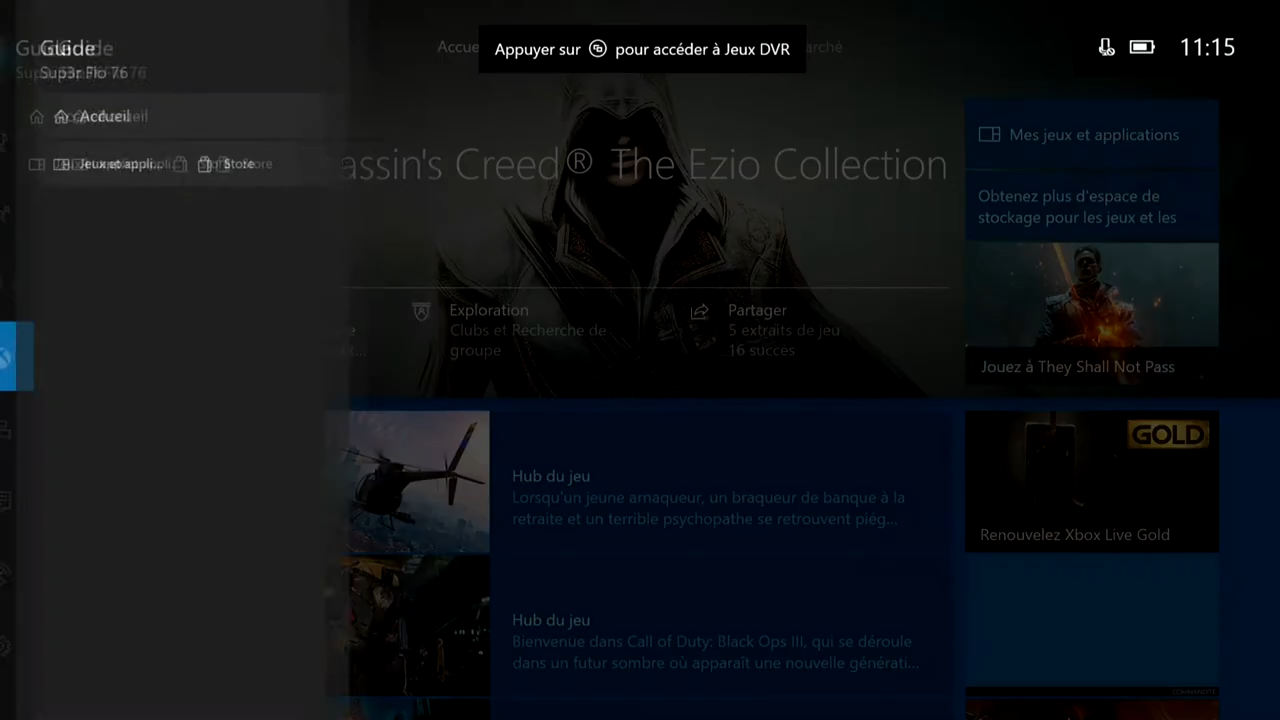 Guide
Sup3r Flo 76
Accueil
Jeux et appli...
Store
Accue
Appuyer sur pour accéder à Jeux DVR
arché
11:15
assin's Creed® The Ezio Collection
Exploration
Clubs et Recherche de
groupe
Partager
5 extraits de jeu
16 succès
Mes jeux et applications
Obtenez plus d'espace de
stockage pour les jeux et les
Jouez à They Shall Not Pass
Hub du jeu
Lorsqu'un jeune arnaqueur, un braqueur de banque à la
retraite et un terrible psychopathe se retrouvent piég...
GOLD
Renouvelez Xbox Live Gold
Hub du jeu
Bienvenue dans Call of Duty: Black Ops III, qui se déroule
dans un futur sombre où apparaît une nouvelle générati...